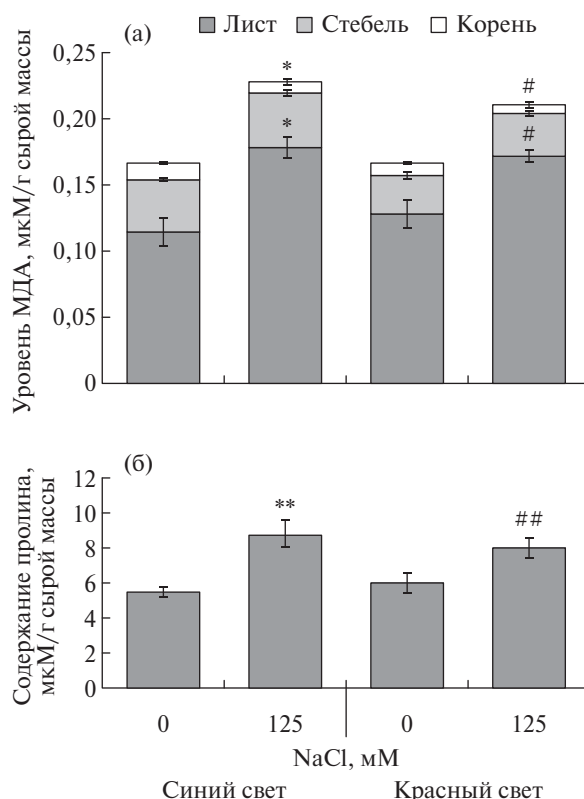 (а)
Лист Стебель Корень
Уровень МДА, мкМ/г сырой массы
0,25
0,20
0,15
0,10
0,05
0
*
*
#
#
(б)
Содержание пролина,
мкМ/г сырой массы
12
10
8
6
4
2
0
**
##
0 125 0 125
NaCl, мМ
Синий свет Красный свет